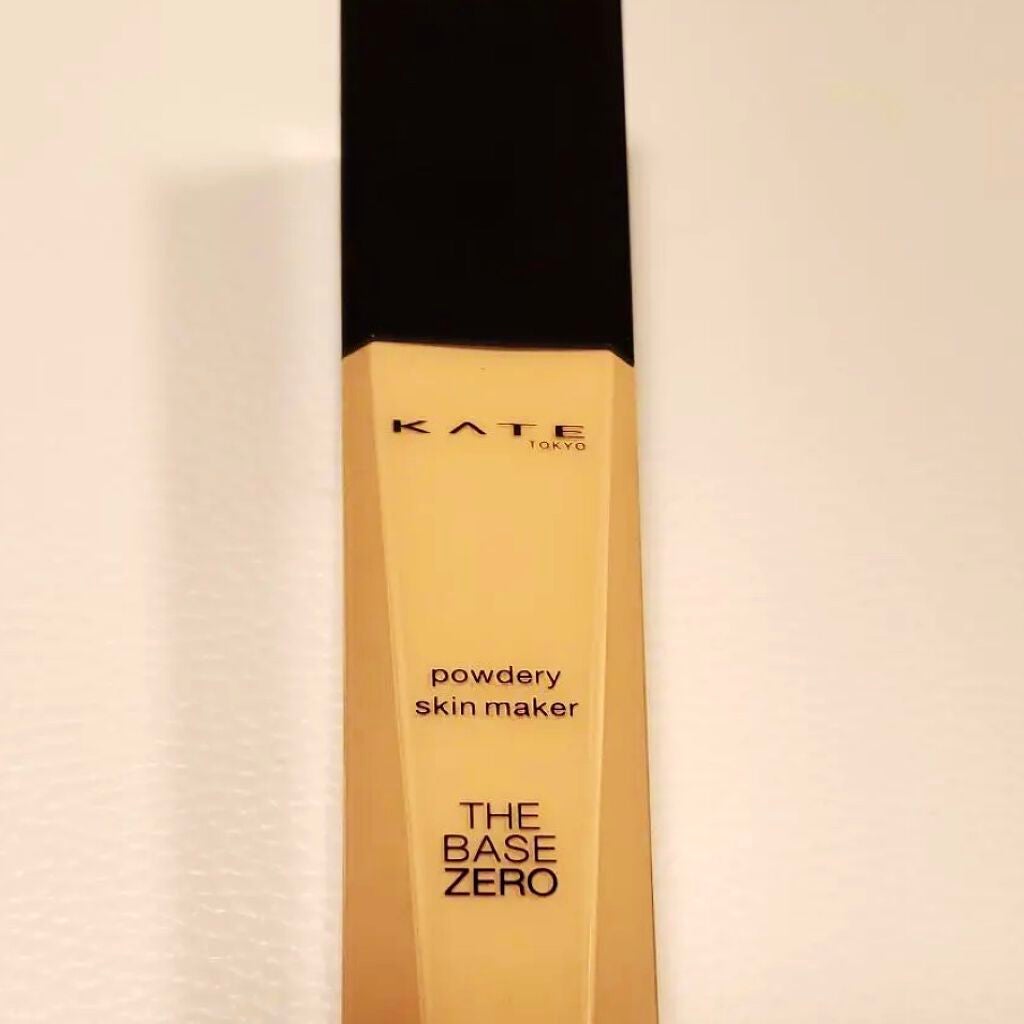 KATE
TOKYO
powdery
skin maker
THE
BASE
ZERO